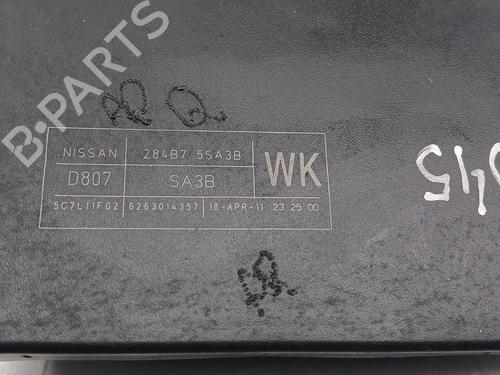 B-PARTS
NISSAN 284B7 5SA3B WK
D807 SA3B
5C7L11F02 6263014357 18-APR-11 23 25 00